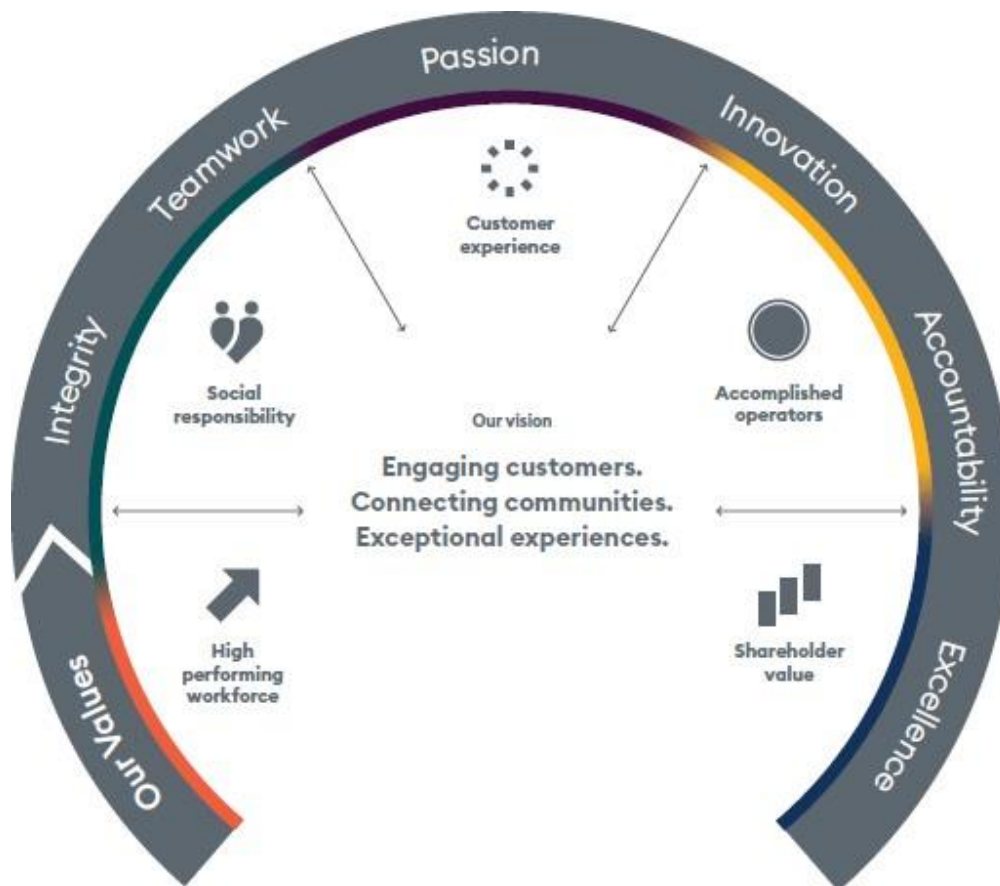 Our Values
Integrity
Teamwork
Passion
Innovation
Accountability
Excellence
Customer
experience
Social
responsibility
Accomplished
operators
Our vision
Engaging customers.
Connecting communities.
Exceptional experiences.
High
performing
workforce
Shareholder
value